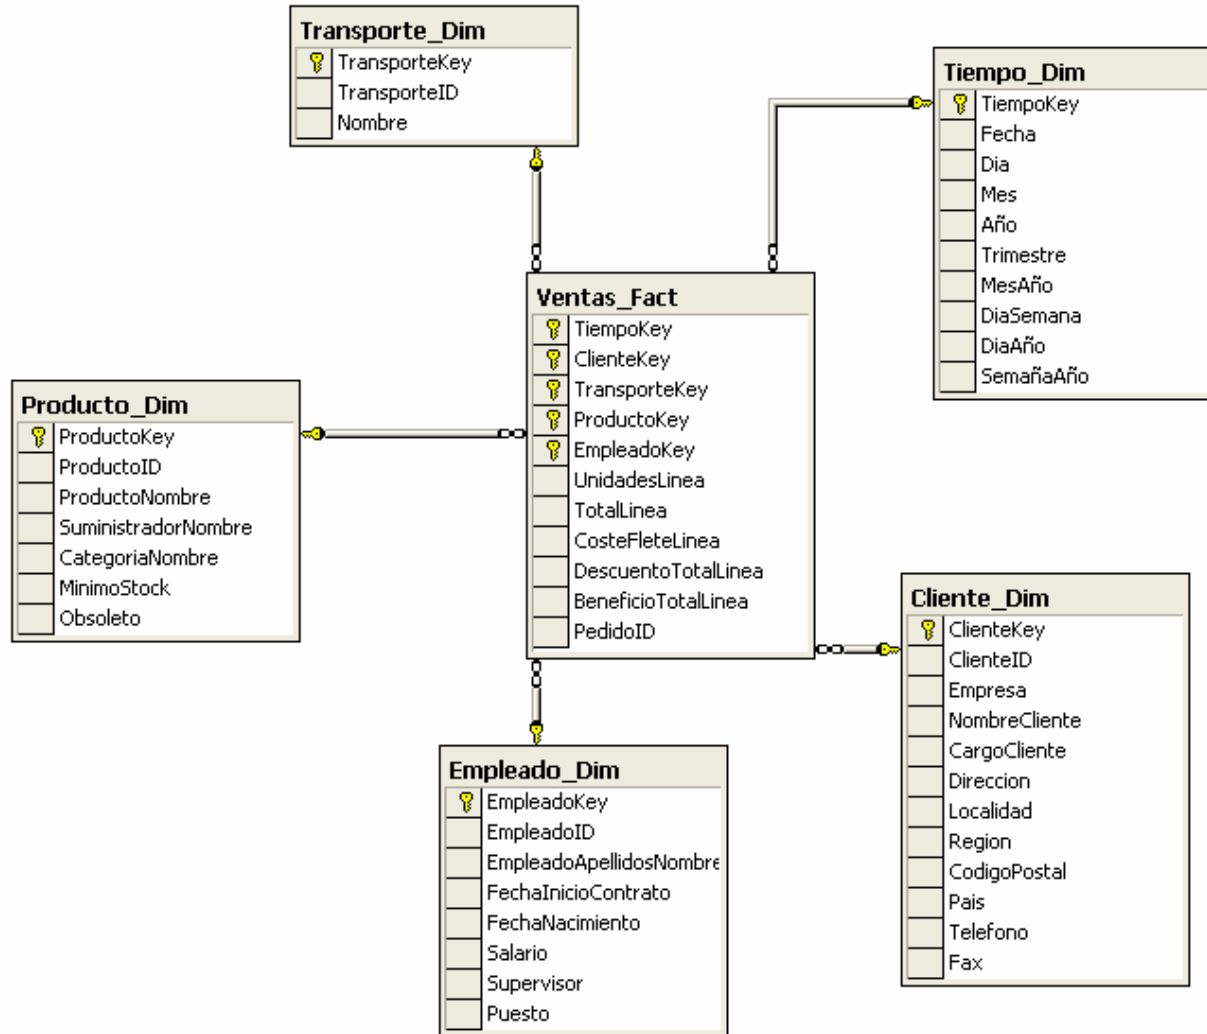 Transporte_Dim
TransporteKey
TransporteID
Nombre
Tiempo_Dim
TiempoKey
Fecha
Dia
Mes
Año
Trimestre
MesAño
DiaSemana
DiaAño
SemañaAño
Ventas_Fact
TiempoKey
ClienteKey
TransporteKey
ProductoKey
EmpleadoKey
UnidadesLinea
TotalLinea
CosteFleteLinea
DescuentoTotalLinea
BeneficioTotalLinea
PedidoID
Producto_Dim
ProductoKey
ProductoID
ProductoNombre
SuministradorNombre
CategoriaNombre
MinimoStock
Obsoleto
Cliente_Dim
ClienteKey
ClienteID
Empresa
NombreCliente
CargoCliente
Direccion
Localidad
Region
CodigoPostal
Pais
Telefono
Fax
Empleado_Dim
EmpleadoKey
EmpleadoID
EmpleadoApellidosNombre
FechaInicioContrato
FechaNacimiento
Salario
Supervisor
Puesto